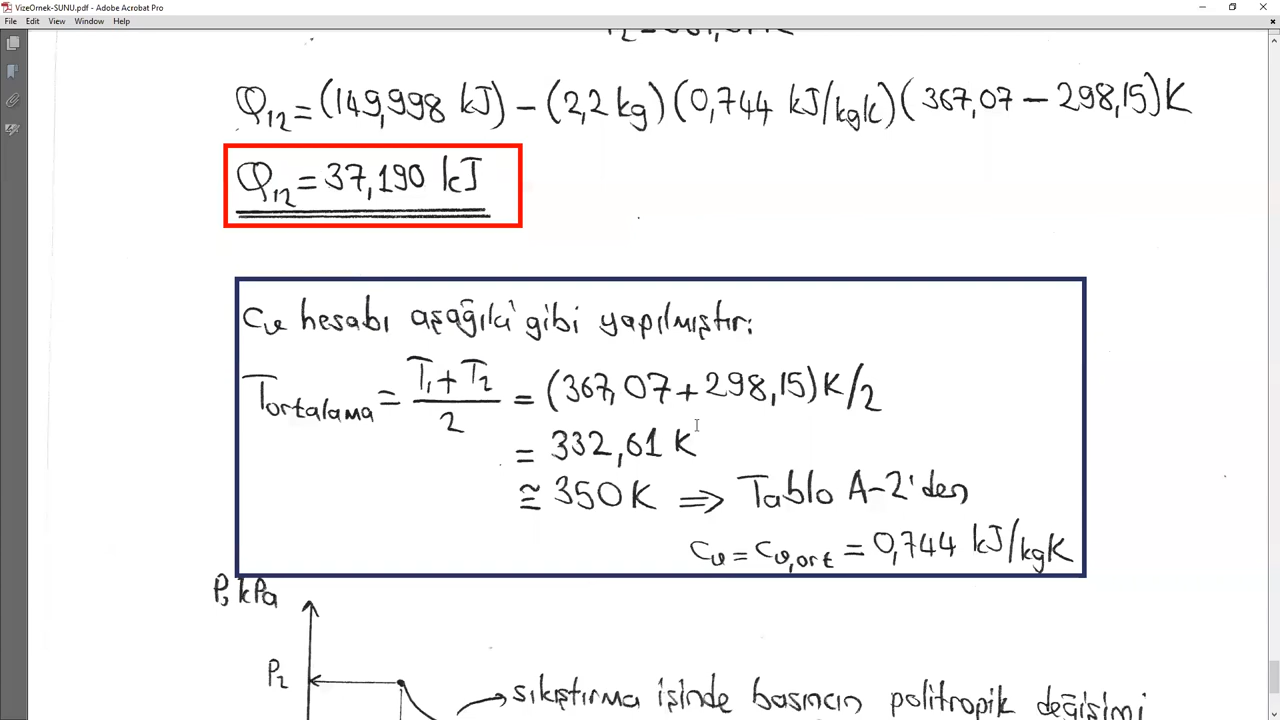 VizeOrnek-SUNU.pdf - Adobe Acrobat Pro
File Edit View Window Help
Q₁₂ = (149,998 kJ) - (2,2 kg) (0,744 kJ/kgK) (367,07 - 298,15) K
Q₁₂ = 37,190 kJ
Cv hesabı aşağıki gibi yapılmıştır:
Tortalama = T₁ + T₂ / 2 = (367,07 + 298,15) K/2
= 332,61 K
≅ 350 K ⇒ Tablo A-2'den
Cv = Cv,ort = 0,744 kJ/kgK
P, kPa
P₂
sıkıştırma işinde basıncın politropik değişimi